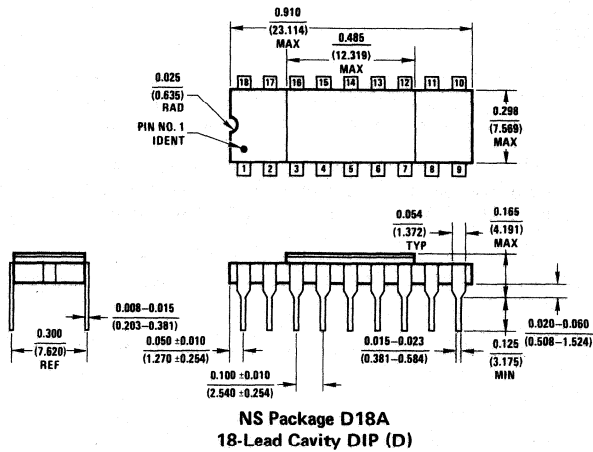 0.910
(23.114)
MAX
0.485
(12.319)
MAX
0.025
(0.635)
RAD
PIN NO. 1
IDENT
18 17 16 15 14 13 12 11 10
1 2 3 4 5 6 7 8 9
0.298
(7.569)
MAX
0.054
(1.372)
TYP
0.165
(4.191)
MAX
0.008–0.015
(0.203–0.381)
0.300
(7.620)
REF
0.050 ±0.010
(1.270 ±0.254)
0.100 ±0.010
(2.540 ±0.254)
0.015–0.023
(0.381–0.584)
0.020–0.060
(0.508–1.524)
0.125
(3.175)
MIN
NS Package D18A
18-Lead Cavity DIP (D)